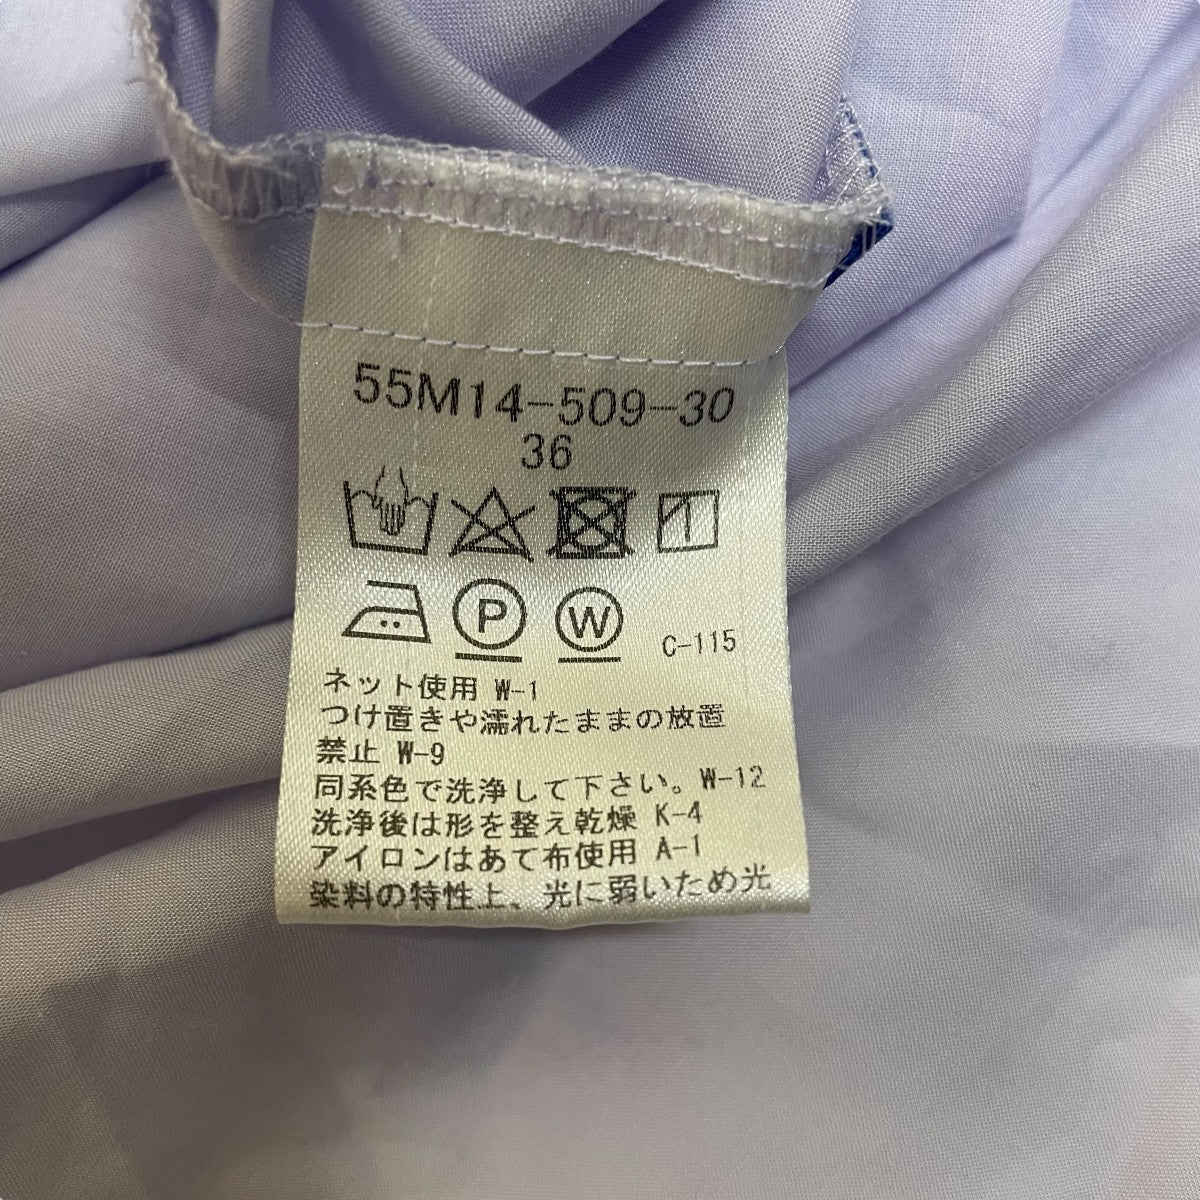 55M14-509-30
36
P W C-115
ネット使用 W-1
つけ置きや濡れたままの放置
禁止 W-9
同系色で洗浄して下さい。W-12
洗浄後は形を整え乾燥 K-4
アイロンはあて布使用 A-1
染料の特性上、光に弱いため光